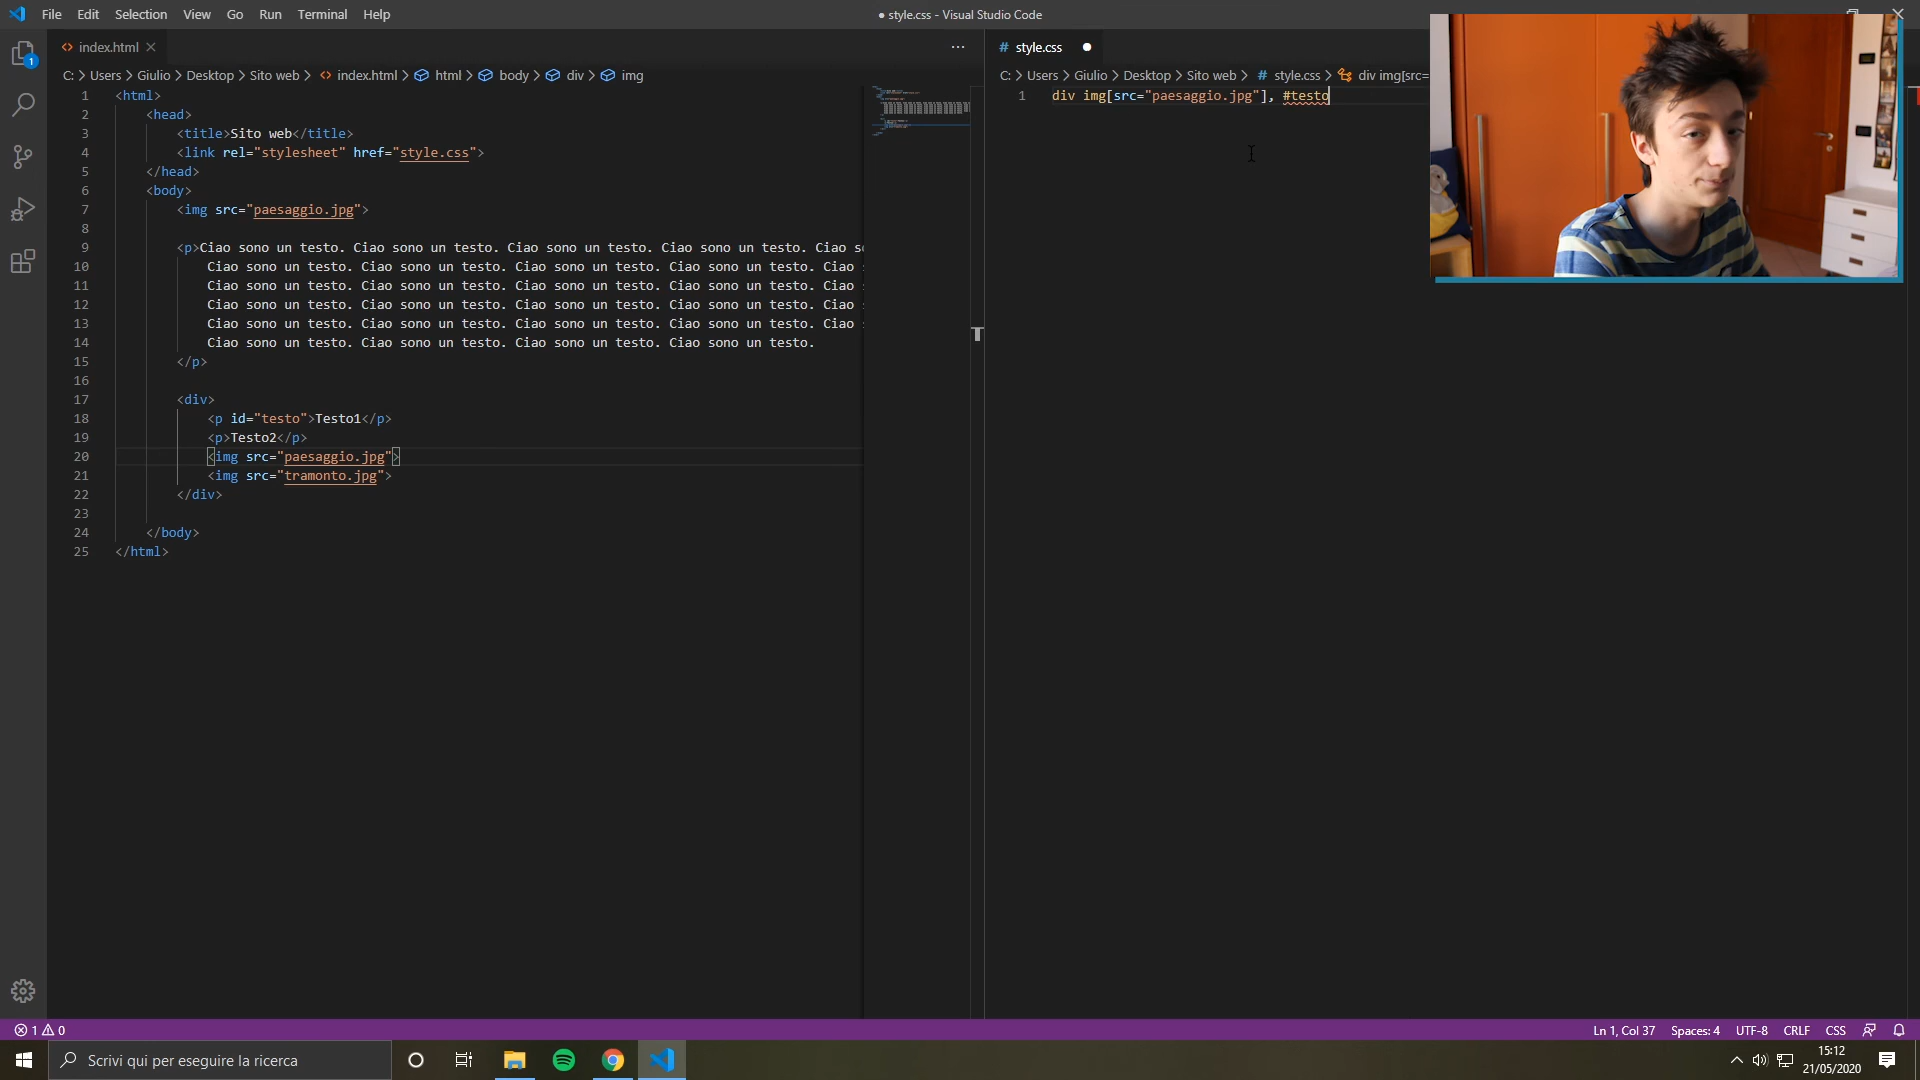 File Edit Selection View Go Run Terminal Help
● style.css - Visual Studio Code
index.html
C: > Users > Giulio > Desktop > Sito web > index.html > html > body > div > img
1 <html>
2 <head>
3 <title>Sito web</title>
4 <link rel="stylesheet" href="style.css">
5 </head>
6 <body>
7 <img src="paesaggio.jpg">
8
9 <p>Ciao sono un testo. Ciao sono un testo. Ciao sono un testo. Ciao sono un testo. Ciao
10 Ciao sono un testo. Ciao sono un testo. Ciao sono un testo. Ciao sono un testo. Ciao
11 Ciao sono un testo. Ciao sono un testo. Ciao sono un testo. Ciao sono un testo. Ciao
12 Ciao sono un testo. Ciao sono un testo. Ciao sono un testo. Ciao sono un testo. Ciao
13 Ciao sono un testo. Ciao sono un testo. Ciao sono un testo. Ciao sono un testo. Ciao
14 Ciao sono un testo. Ciao sono un testo. Ciao sono un testo. Ciao sono un testo.
15 </p>
16
17 <div>
18 <p id="testo">Testo1</p>
19 <p>Testo2</p>
20 <img src="paesaggio.jpg">
21 <img src="tramonto.jpg">
22 </div>
23
24 </body>
25 </html>
# style.css ●
C: > Users > Giulio > Desktop > Sito web > # style.css > div img[src=
1 div img[src="paesaggio.jpg"], #testo
1
1 0
Ln 1, Col 37 Spaces: 4 UTF-8 CRLF CSS
Scrivi qui per eseguire la ricerca
15:12
21/05/2020